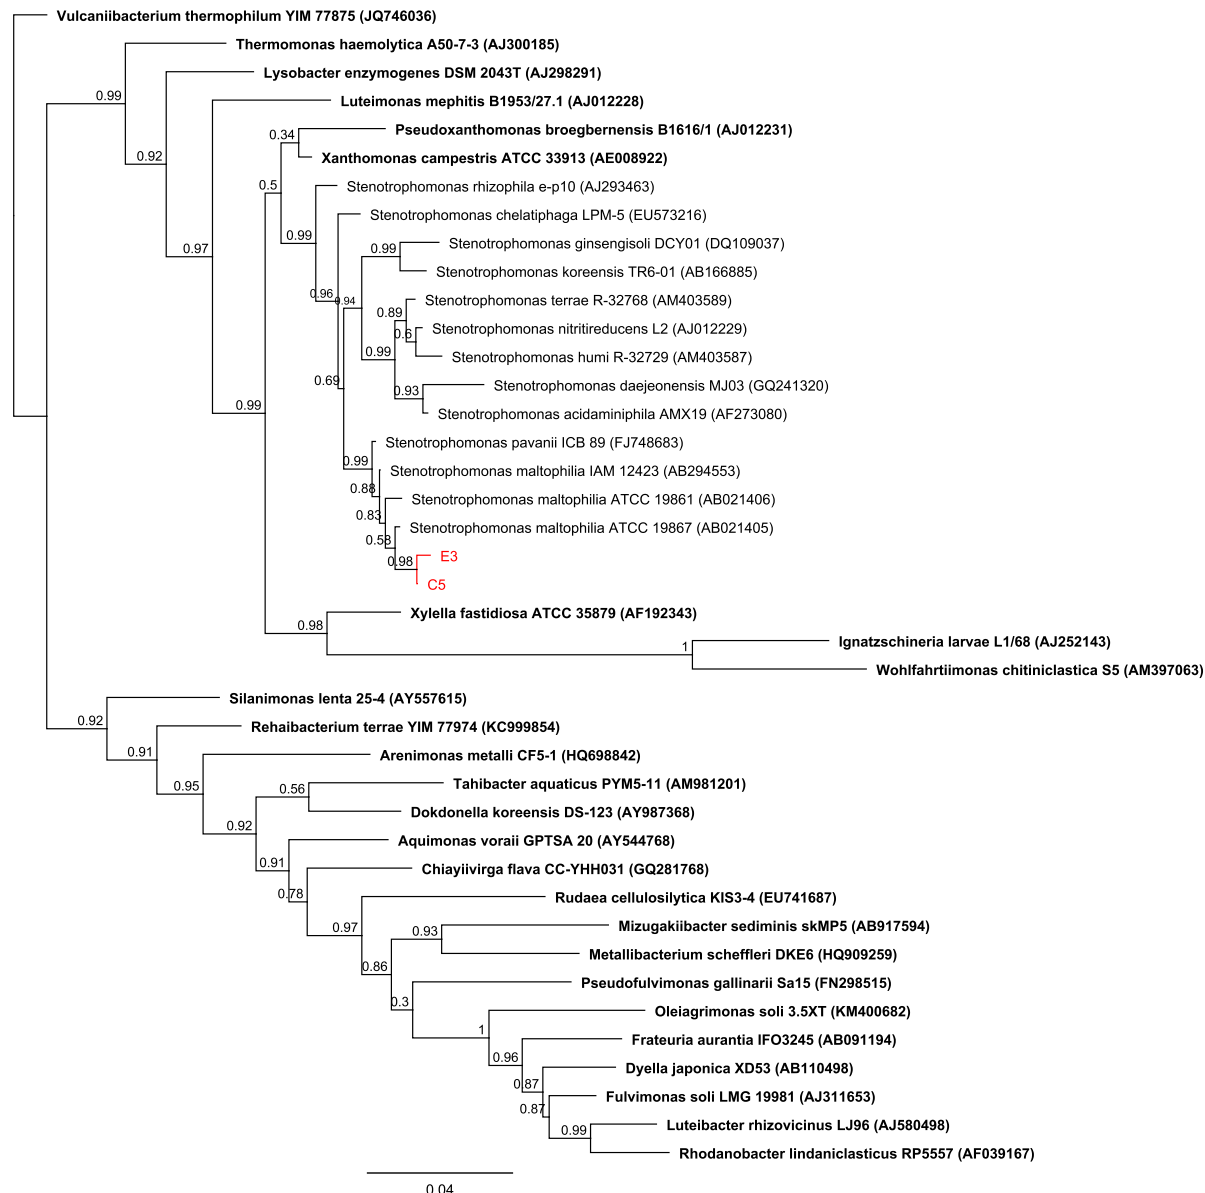 Vulcaniibacterium thermophilum YIM 77875 (JQ746036)
Thermomonas haemolytica A50-7-3 (AJ300185)
Lysobacter enzymogenes DSM 2043T (AJ298291)
0.99
Luteimonas mephitis B1953/27.1 (AJ012228)
Pseudoxanthomonas broegbernensis B1616/1 (AJ012231)
0.34
0.92
Xanthomonas campestris ATCC 33913 (AE008922)
0.5
Stenotrophomonas rhizophila e-p10 (AJ293463)
Stenotrophomonas chelatiphaga LPM-5 (EU573216)
0.99
Stenotrophomonas ginsengisoli DCY01 (DQ109037)
0.97
0.99
Stenotrophomonas koreensis TR6-01 (AB166885)
0.96
0.94
Stenotrophomonas terrae R-32768 (AM403589)
0.89
Stenotrophomonas nitritireducens L2 (AJ012229)
0.6
0.99
Stenotrophomonas humi R-32729 (AM403587)
0.69
Stenotrophomonas daejeonensis MJ03 (GQ241320)
0.93
0.99
Stenotrophomonas acidaminiphila AMX19 (AF273080)
Stenotrophomonas pavanii ICB 89 (FJ748683)
0.99
Stenotrophomonas maltophilia IAM 12423 (AB294553)
0.88
Stenotrophomonas maltophilia ATCC 19861 (AB021406)
0.83
Stenotrophomonas maltophilia ATCC 19867 (AB021405)
0.58
E3
0.98
C5
Xylella fastidiosa ATCC 35879 (AF192343)
0.98
Ignatzschineria larvae L1/68 (AJ252143)
1
Wohlfahrtiimonas chitiniclastica S5 (AM397063)
Silanimonas lenta 25-4 (AY557615)
0.92
Rehaibacterium terrae YIM 77974 (KC999854)
0.91
Arenimonas metalli CF5-1 (HQ698842)
0.95
Tahibacter aquaticus PYM5-11 (AM981201)
0.56
Dokdonella koreensis DS-123 (AY987368)
0.92
Aquimonas voraii GPTSA 20 (AY544768)
0.91
Chiayiivirga flava CC-YHH031 (GQ281768)
0.78
Rudaea cellulosilytica KIS3-4 (EU741687)
0.97
Mizugakiibacter sediminis skMP5 (AB917594)
0.93
Metallibacterium scheffleri DKE6 (HQ909259)
0.86
Pseudofulvimonas gallinarii Sa15 (FN298515)
0.3
Oleiagrimonas soli 3.5XT (KM400682)
1
Frateuria aurantia IFO3245 (AB091194)
0.96
Dyella japonica XD53 (AB110498)
0.87
Fulvimonas soli LMG 19981 (AJ311653)
0.87
Luteibacter rhizovicinus LJ96 (AJ580498)
0.99
Rhodanobacter lindaniclasticus RP5557 (AF039167)
0.04